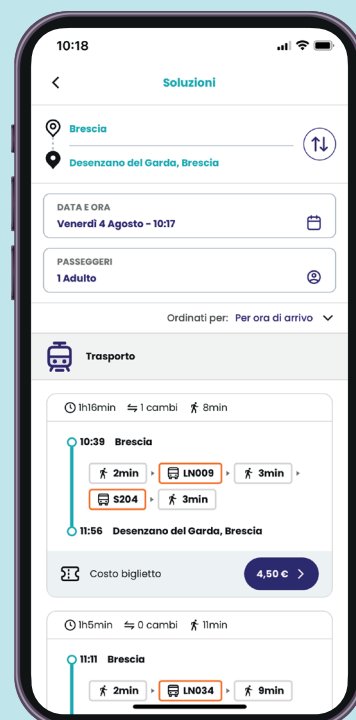 10:18
Soluzioni
Brescia
Desenzano del Garda, Brescia
DATA E ORA
Venerdì 4 Agosto - 10:17
PASSEGGERI
1 Adulto
Ordinati per: Per ora di arrivo
Trasporto
1h16min 1 cambi 8min
10:39 Brescia
2min LN009 3min
S204 3min
11:56 Desenzano del Garda, Brescia
Costo biglietto 4,50 €
1h5min 0 cambi 11min
11:11 Brescia
2min LN034 9min